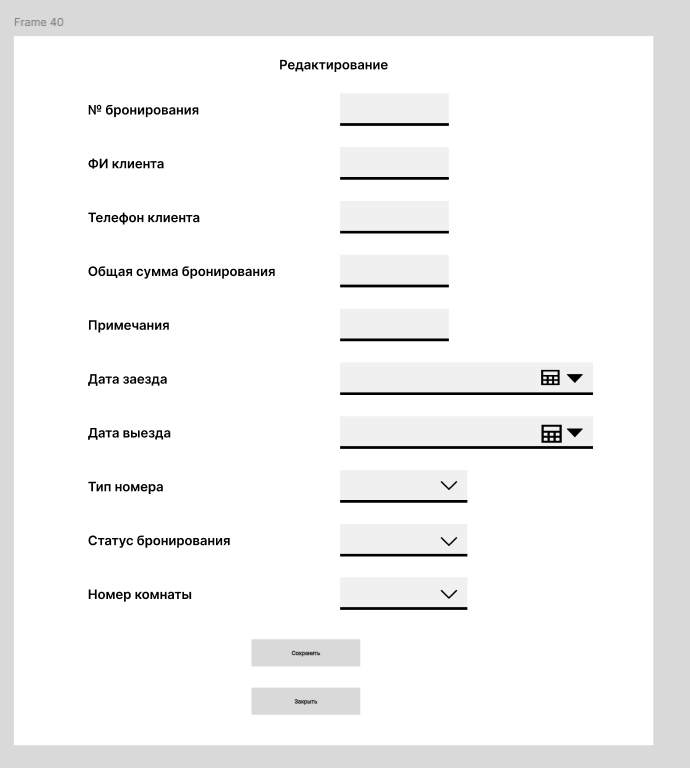 Frame 40
Редактирование
№ бронирования
ФИ клиента
Телефон клиента
Общая сумма бронирования
Примечания
Дата заезда
Дата выезда
Тип номера
Статус бронирования
Номер комнаты
Сохранить
Закрыть